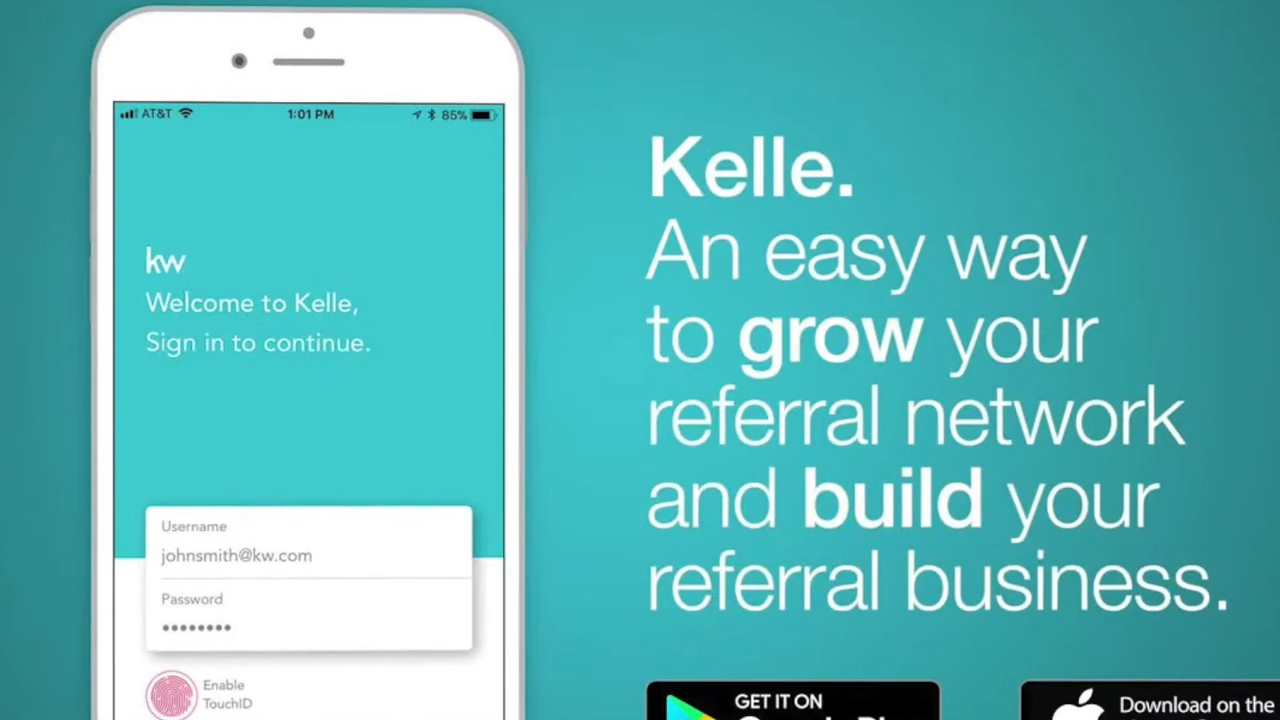 AT&T 1:01 PM 85%
kw
Welcome to Kelle,
Sign in to continue.
Username
johnsmith@kw.com
Password
Enable
TouchID
Kelle.
An easy way
to grow your
referral network
and build your
referral business.
GET IT ON
Download on the